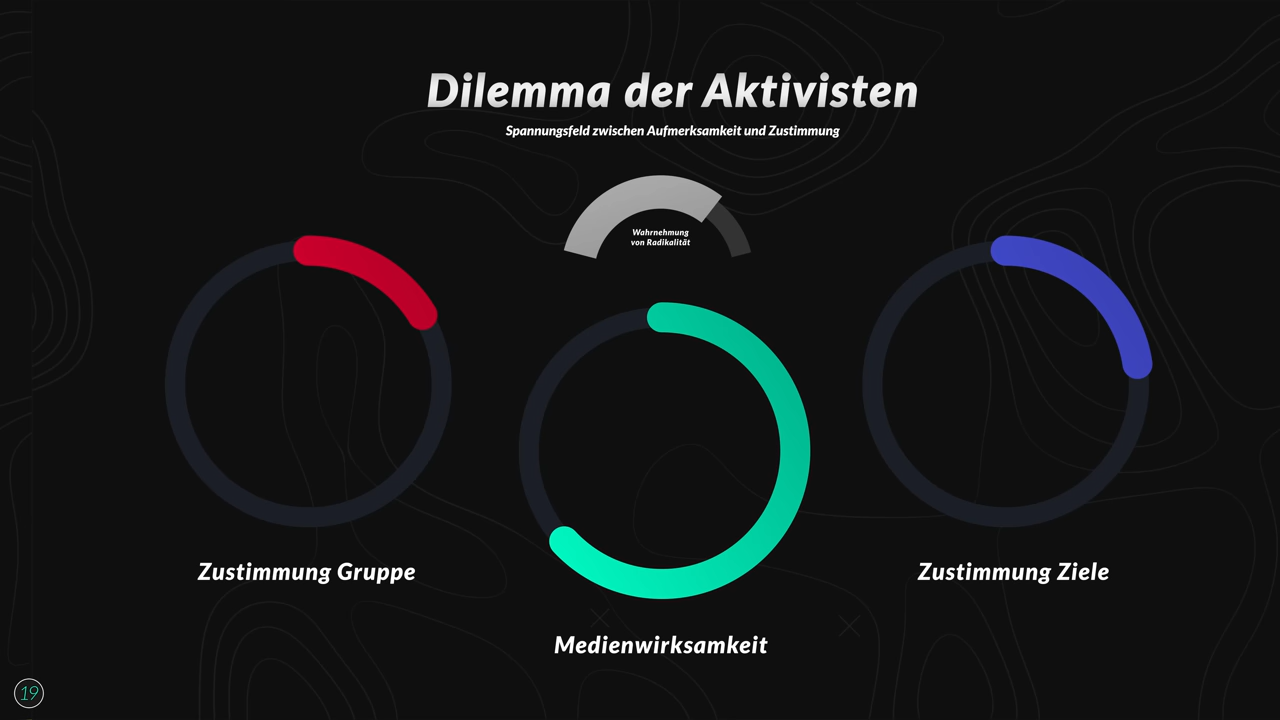 Dilemma der Aktivisten
Spannungsfeld zwischen Aufmerksamkeit und Zustimmung
Wahrnehmung
von Radikalität
Zustimmung Gruppe
Zustimmung Ziele
Medienwirksamkeit
19